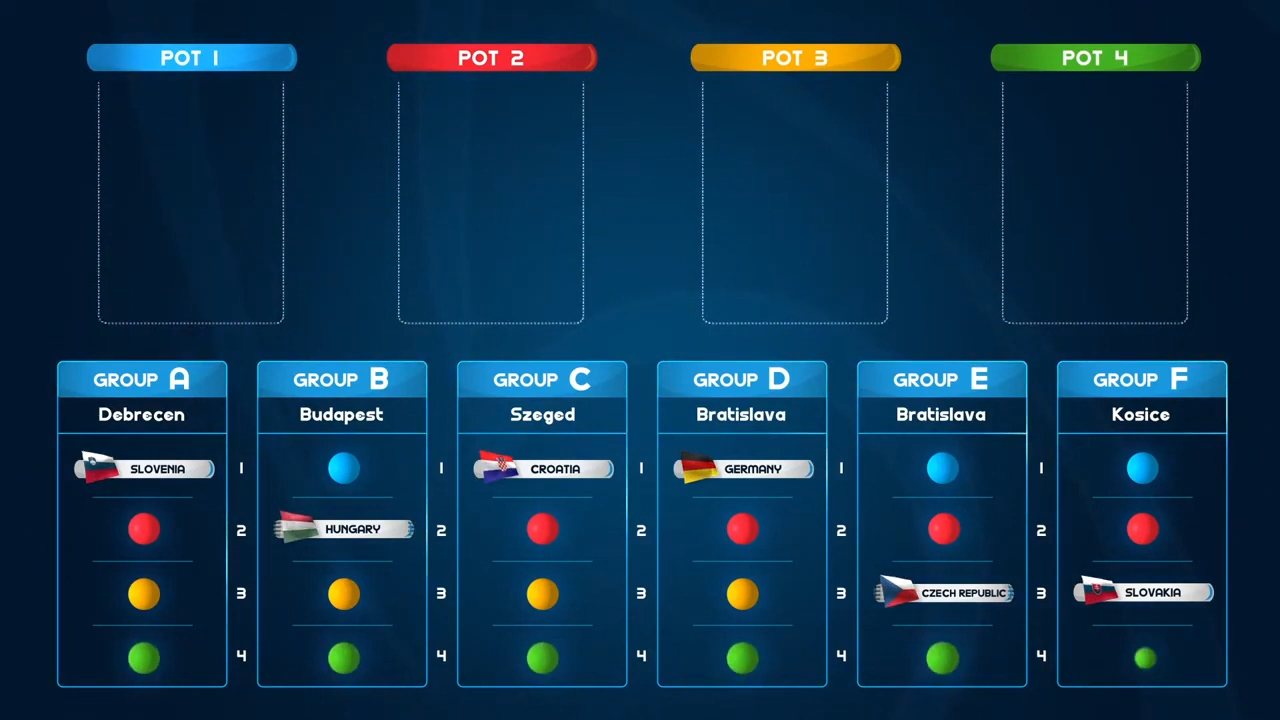 POT 1
POT 2
POT 3
POT 4
GROUP A
GROUP B
GROUP C
GROUP D
GROUP E
GROUP F
Debrecen
Budapest
Szeged
Bratislava
Bratislava
Kosice
SLOVENIA 1
1
CROATIA 1
GERMANY 1
1
2
HUNGARY 2
2
2
2
3
3
3
3
CZECH REPUBLIC 3
SLOVAKIA
4
4
4
4
4